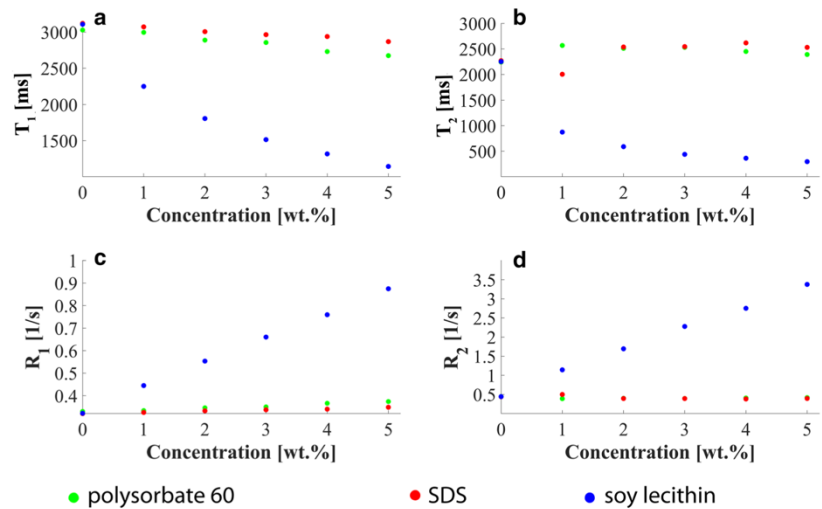 a
3000
2500
2000
1500
T1 [ms]
0 1 2 3 4 5
Concentration [wt.%]
b
3000
2500
2000
1500
1000
500
T2 [ms]
0 1 2 3 4 5
Concentration [wt.%]
c
1
0.9
0.8
0.7
0.6
0.5
0.4
R1 [1/s]
0 1 2 3 4 5
Concentration [wt.%]
d
3.5
3
2.5
2
1.5
1
0.5
R2 [1/s]
0 1 2 3 4 5
Concentration [wt.%]
polysorbate 60 SDS soy lecithin